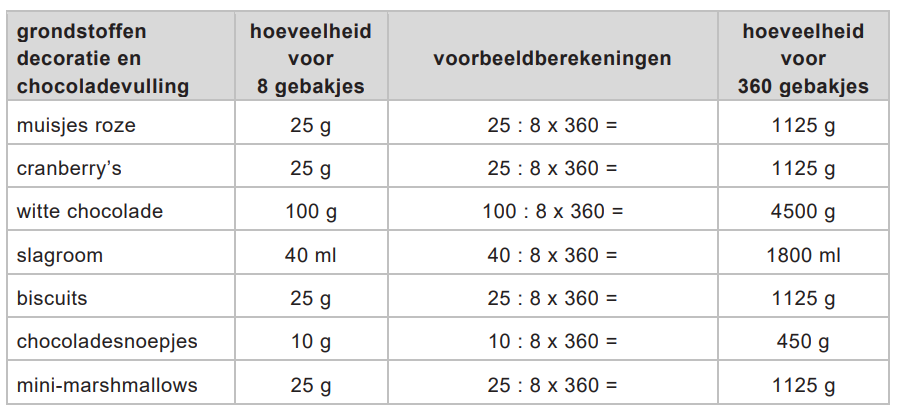 grondstoffen decoratie en chocoladevulling | hoeveelheid voor 8 gebakjes | voorbeeldberekeningen | hoeveelheid voor 360 gebakjes
muisjes roze | 25 g | 25 : 8 x 360 = | 1125 g
cranberry’s | 25 g | 25 : 8 x 360 = | 1125 g
witte chocolade | 100 g | 100 : 8 x 360 = | 4500 g
slagroom | 40 ml | 40 : 8 x 360 = | 1800 ml
biscuits | 25 g | 25 : 8 x 360 = | 1125 g
chocoladesnoepjes | 10 g | 10 : 8 x 360 = | 450 g
mini-marshmallows | 25 g | 25 : 8 x 360 = | 1125 g